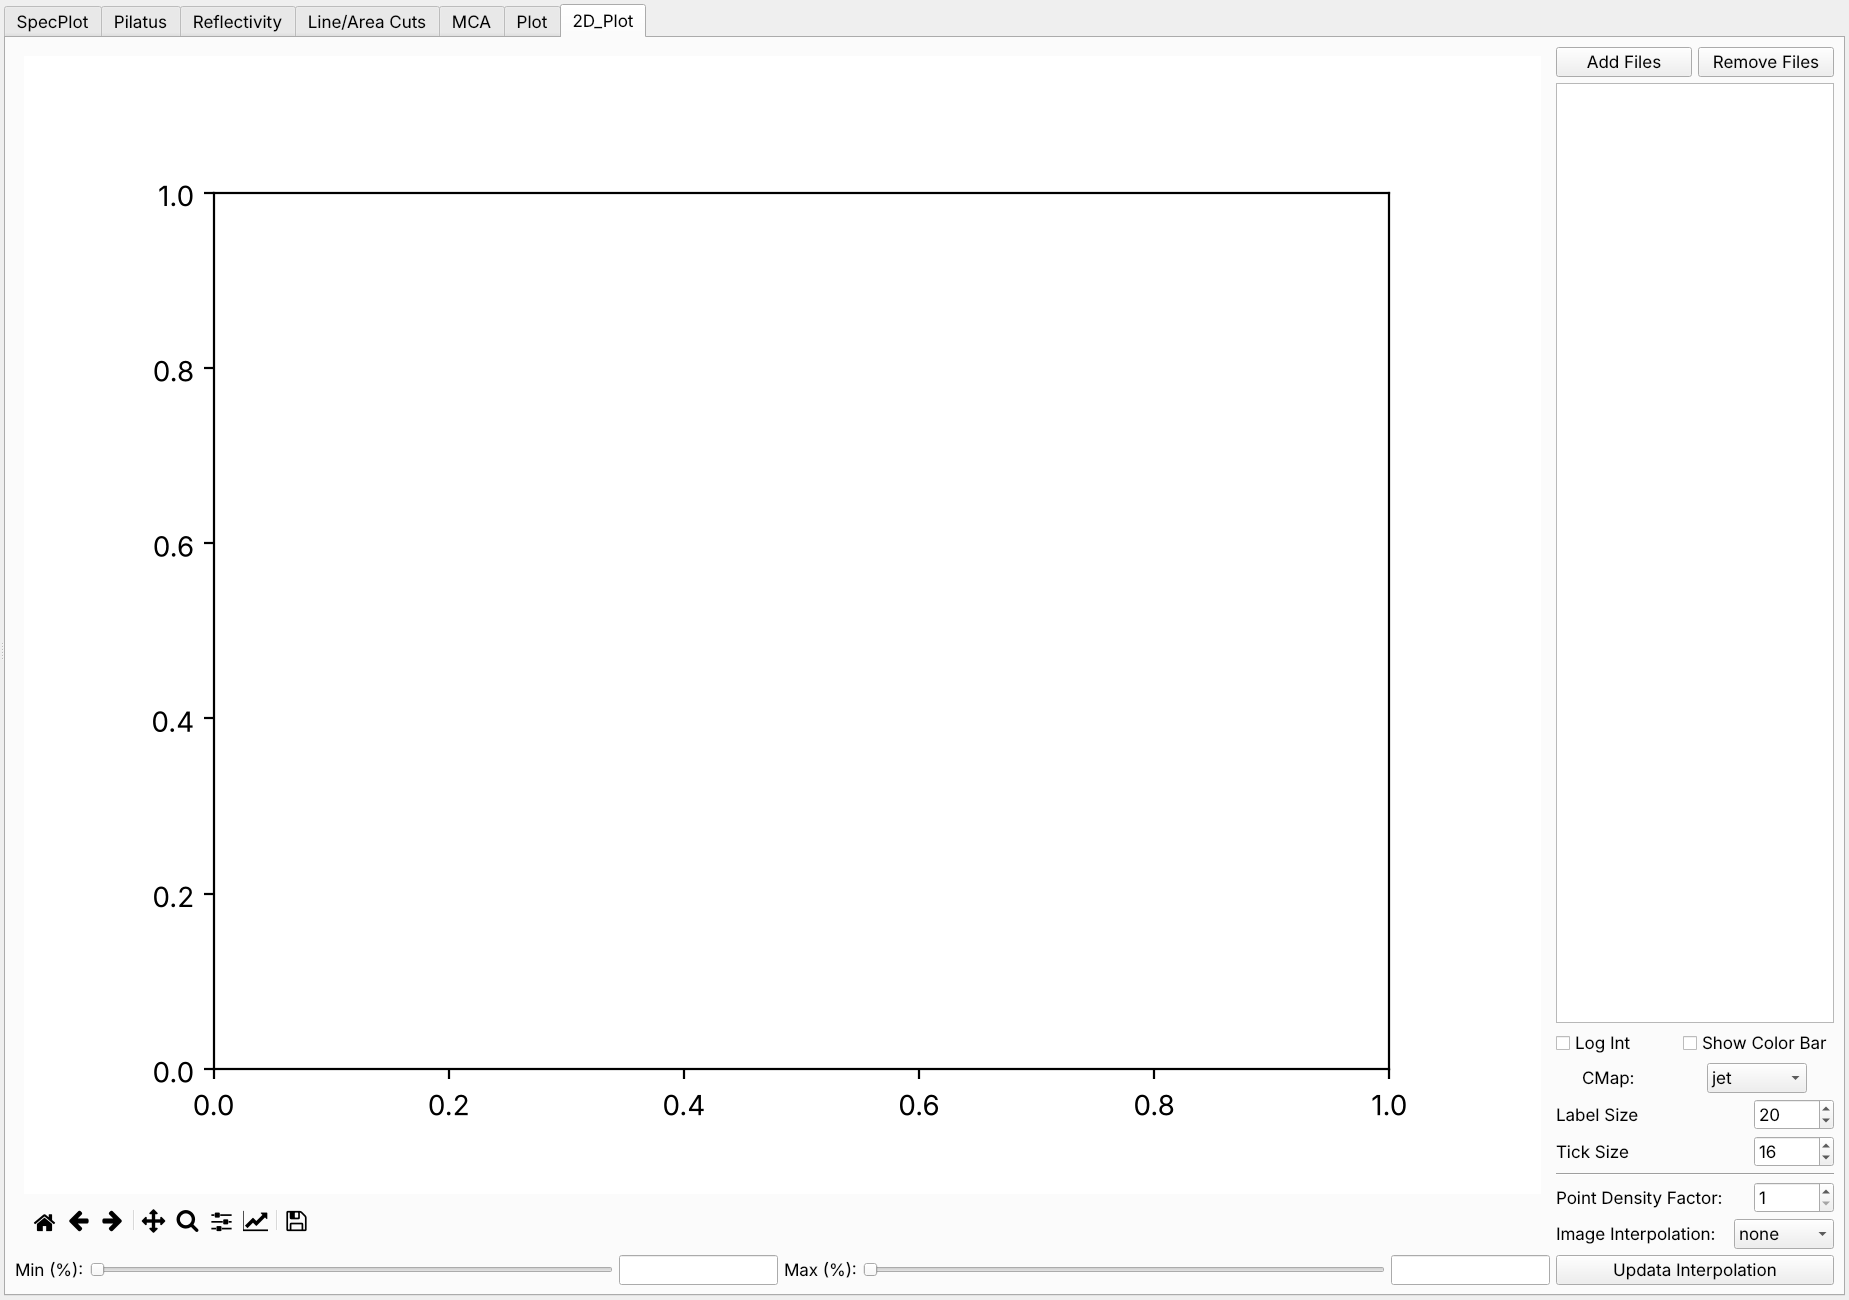 SpecPlot Pilatus Reflectivity Line/Area Cuts MCA Plot 2D_Plot
Add Files Remove Files
1.0
0.8
0.6
0.4
0.2
0.0
0.0 0.2 0.4 0.6 0.8 1.0
Log Int Show Color Bar
CMap: jet
Label Size 20
Tick Size 16
Point Density Factor: 1
Image Interpolation: none
Min (%): Max (%): Updata Interpolation